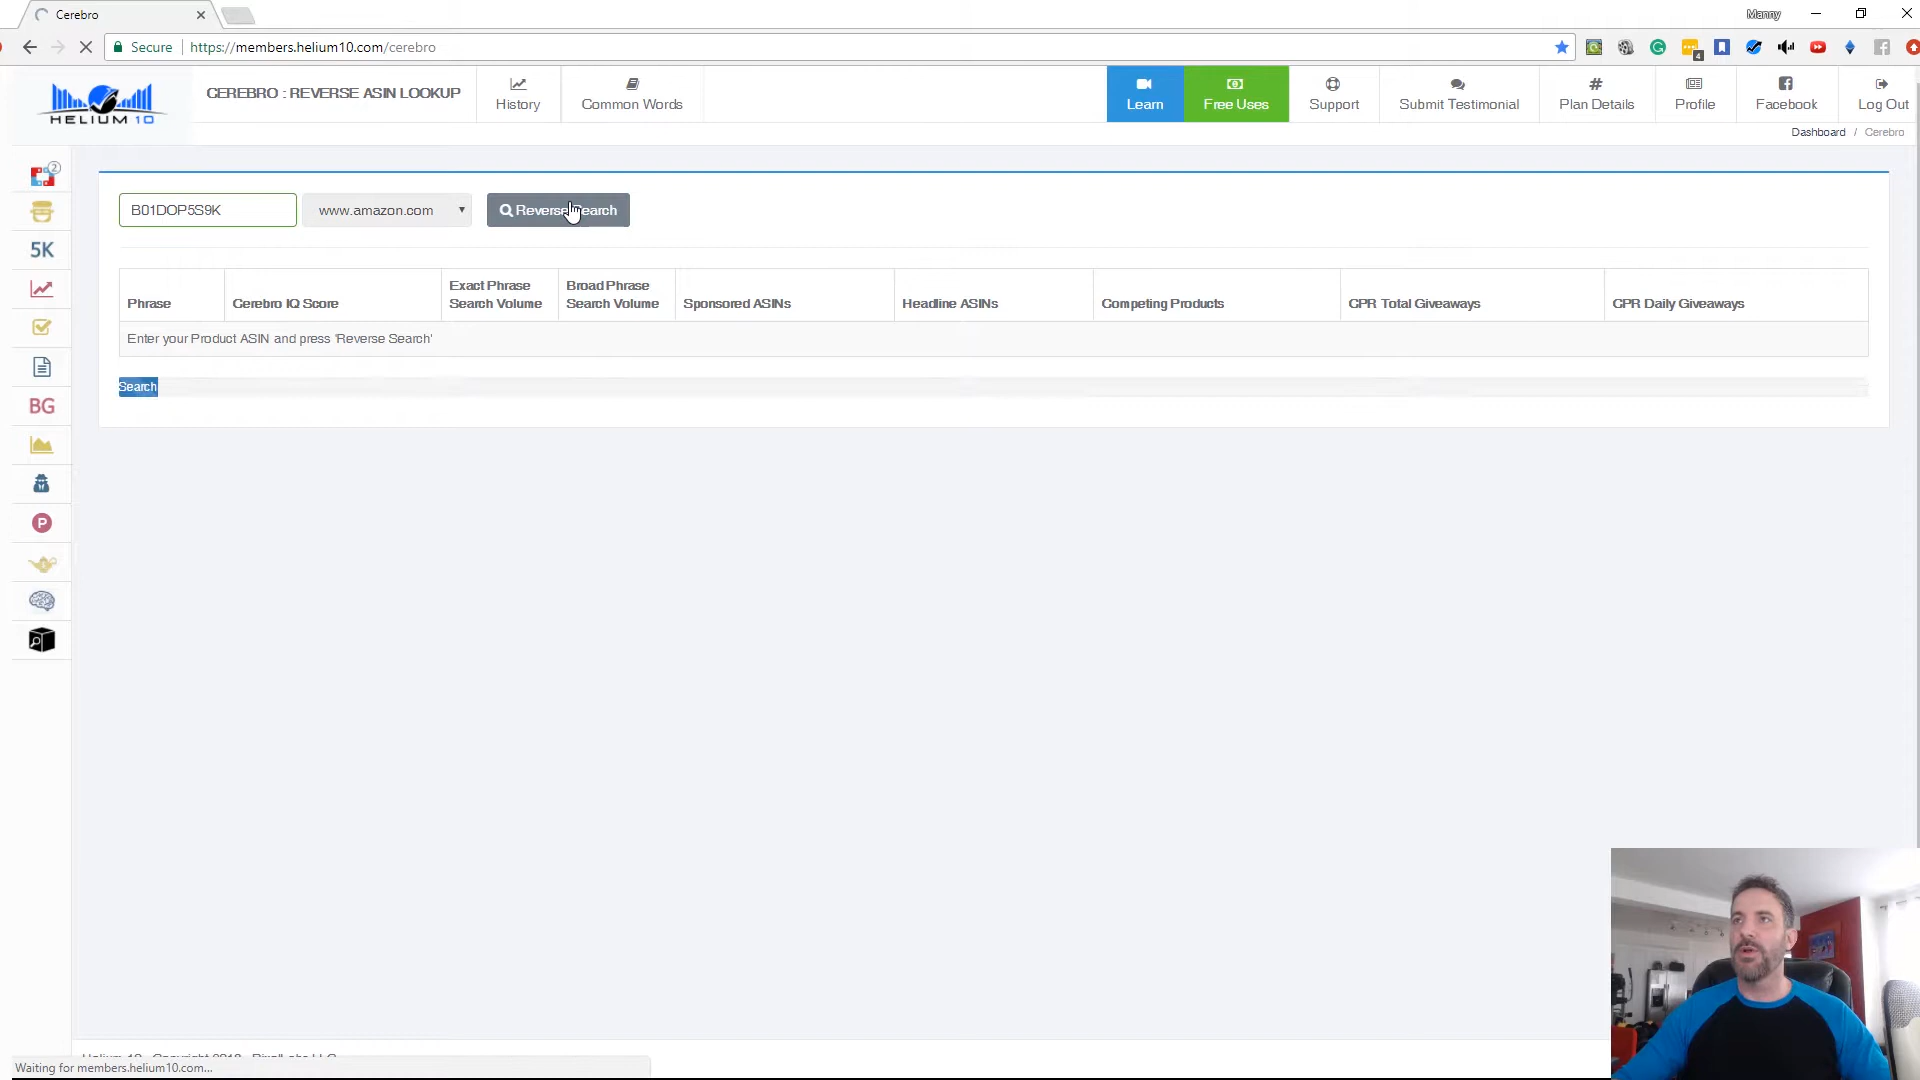 Cerebro
Manny
Secure
https://members.helium10.com/cerebro
4
HELIUM 10
CEREBRO : REVERSE ASIN LOOKUP
History
Common Words
Learn
Free Uses
Support
Submit Testimonial
Plan Details
Profile
Facebook
Log Out
Dashboard / Cerebro
2
B01DOP5S9K
www.amazon.com
Reverse Search
5K
Phrase
Cerebro IQ Score
Exact Phrase
Search Volume
Broad Phrase
Search Volume
Sponsored ASINs
Headline ASINs
Competing Products
CPR Total Giveaways
CPR Daily Giveaways
Enter your Product ASIN and press 'Reverse Search'
Search
BG
P
Waiting for members.helium10.com...